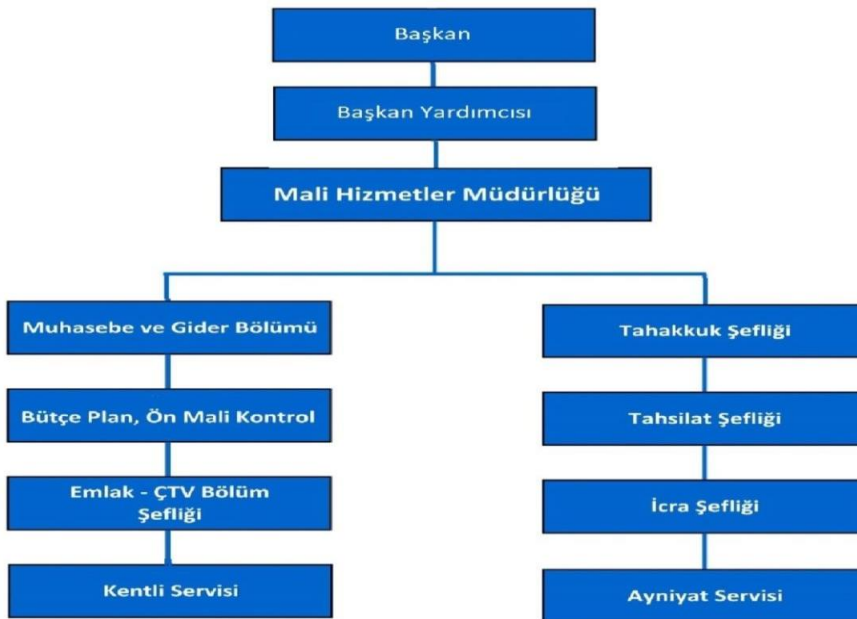 Başkan
Başkan Yardımcısı
Mali Hizmetler Müdürlüğü
Muhasebe ve Gider Bölümü
Bütçe Plan, Ön Mali Kontrol
Emlak - ÇTV Bölüm
Şefliği
Kentli Servisi
Tahakkuk Şefliği
Tahsilat Şefliği
İcra Şefliği
Ayniyat Servisi